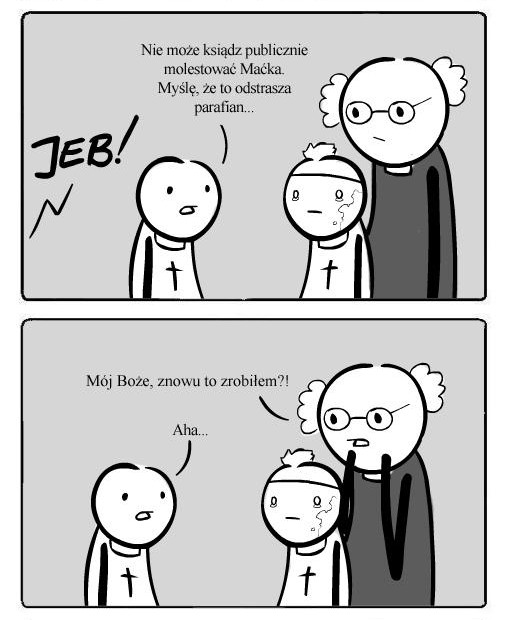 Nie może ksiądz publicznie
molestować Maćka.
Myślę, że to odstrasza
parafian...
JEB!
Mój Boże, znowu to zrobiłem?!
Aha...